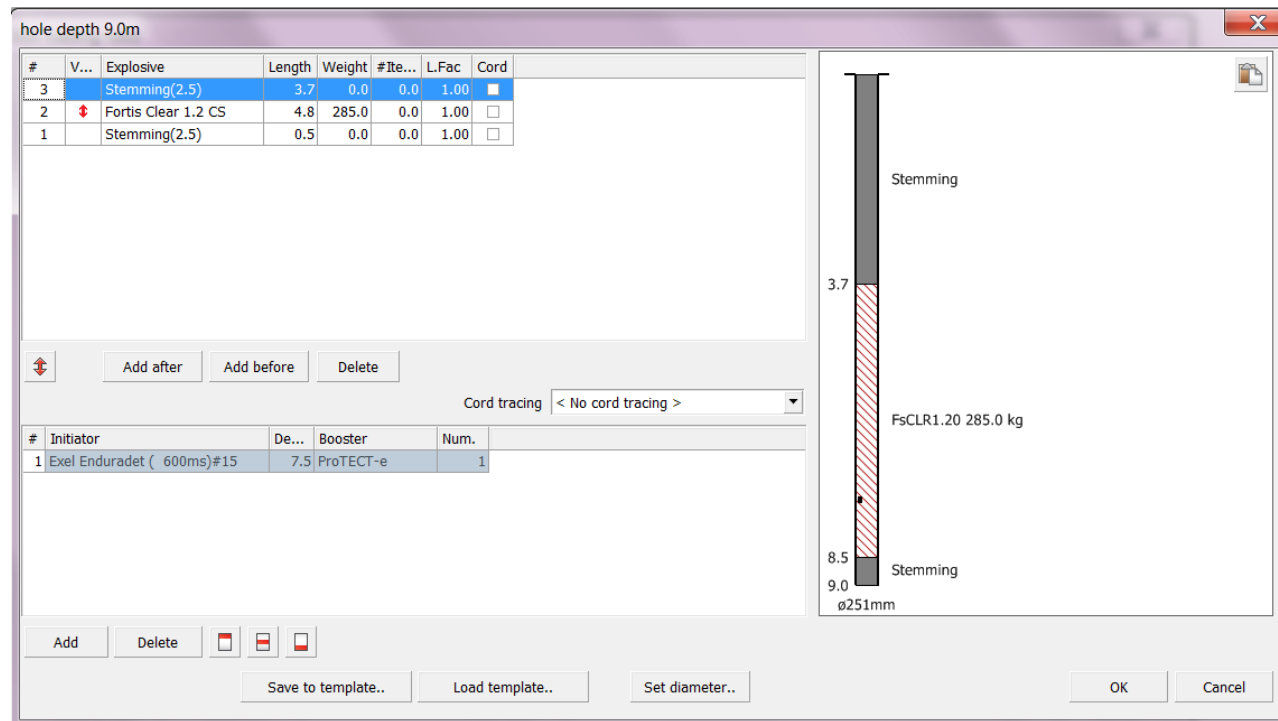 hole depth 9.0m
# V... Explosive Length Weight #Ite... L.Fac Cord
3 Stemming(2.5) 3.7 0.0 0.0 1.00
2 Fortis Clear 1.2 CS 4.8 285.0 0.0 1.00
1 Stemming(2.5) 0.5 0.0 0.0 1.00
Add after Add before Delete
Cord tracing < No cord tracing >
# Initiator De... Booster Num.
1 Exel Enduradet ( 600ms)#15 7.5 ProTECT-e 1
Add Delete
Stemming
3.7
FsCLR1.20 285.0 kg
8.5
Stemming
9.0
ø251mm
Save to template.. Load template.. Set diameter.. OK Cancel